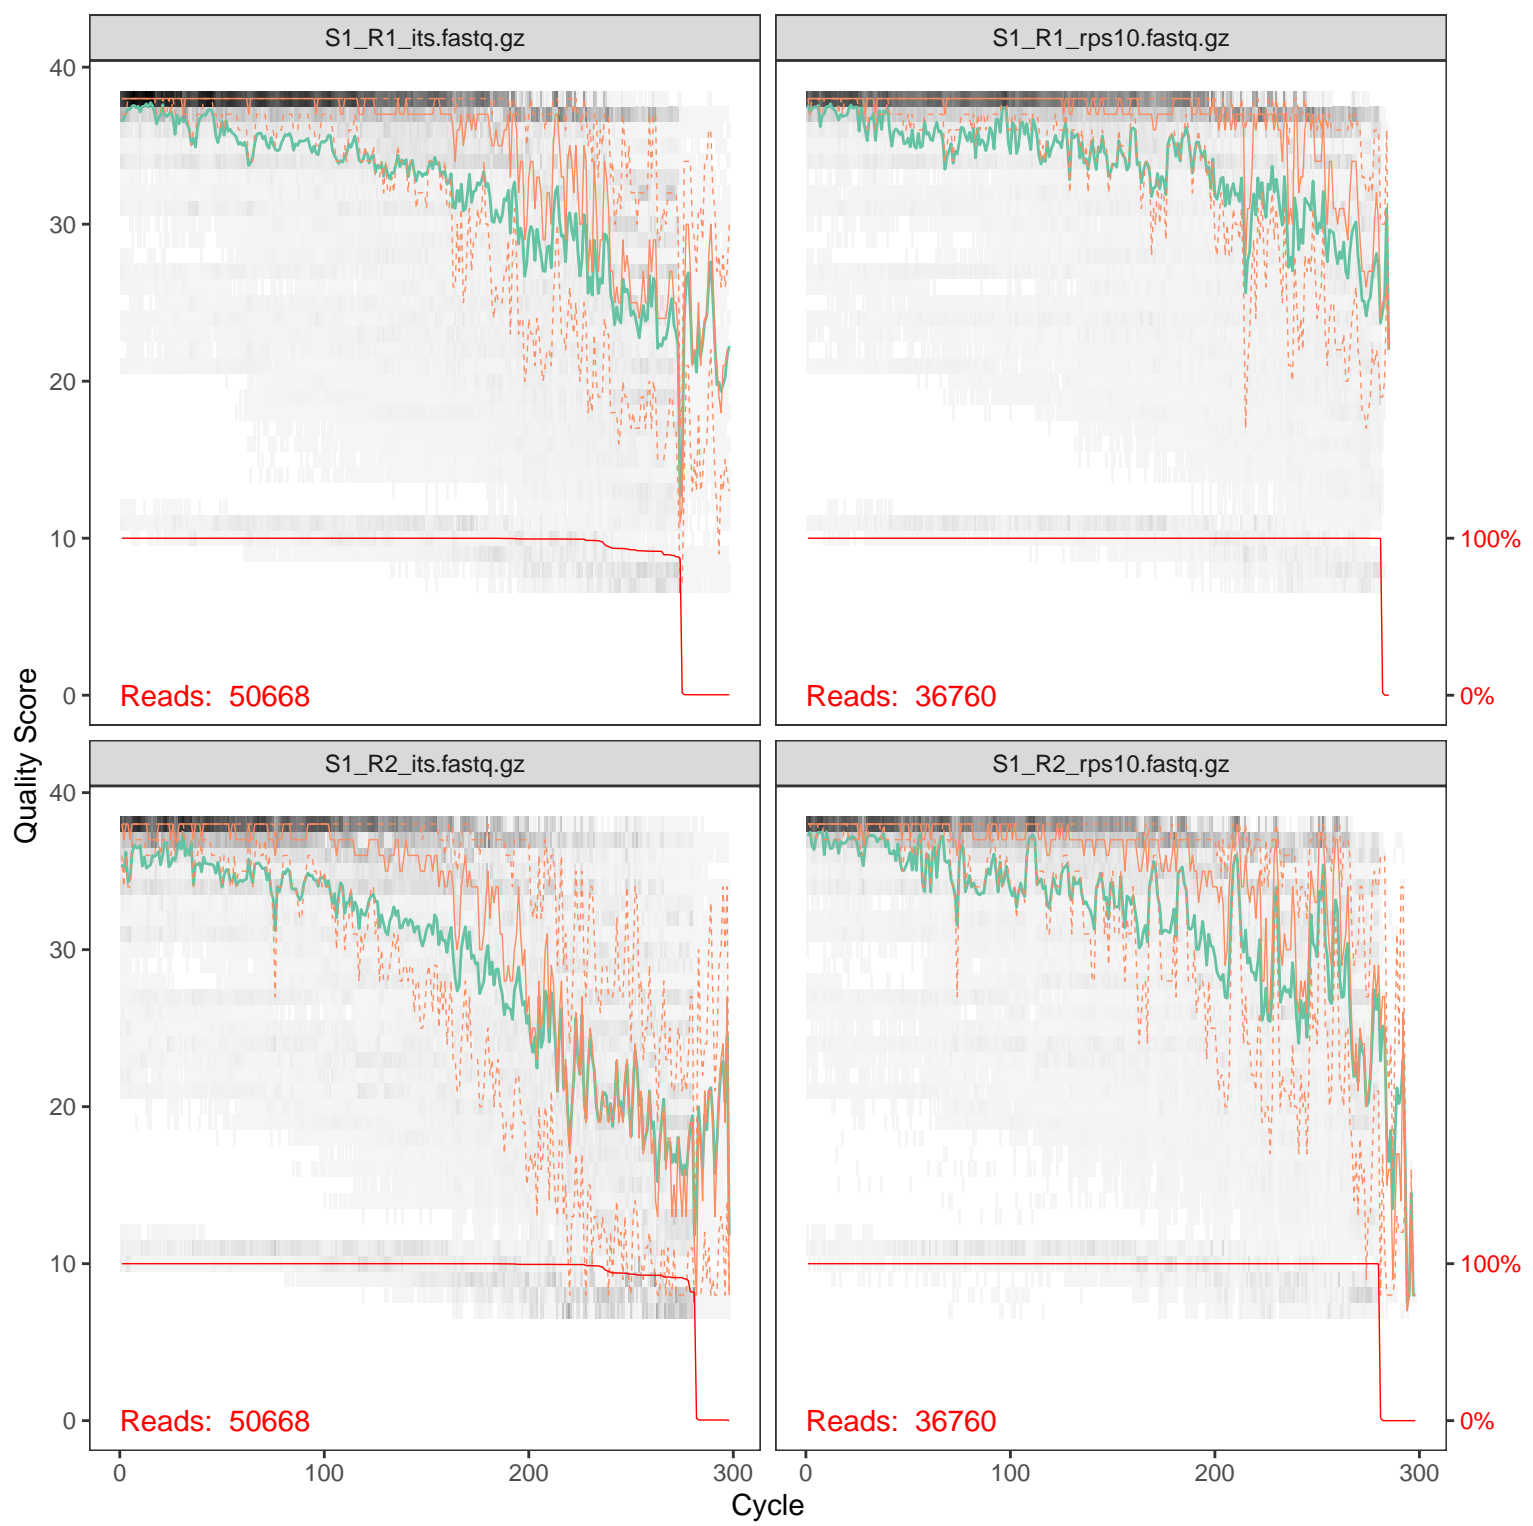 S1_R1_its.fastq.gz
S1_R1_rps10.fastq.gz
40
30
20
10
0
Reads: 50668
Reads: 36760
100%
0%
Quality Score
S1_R2_its.fastq.gz
S1_R2_rps10.fastq.gz
40
30
20
10
0
Reads: 50668
Reads: 36760
100%
0%
0
100
200
300
0
100
200
300
Cycle